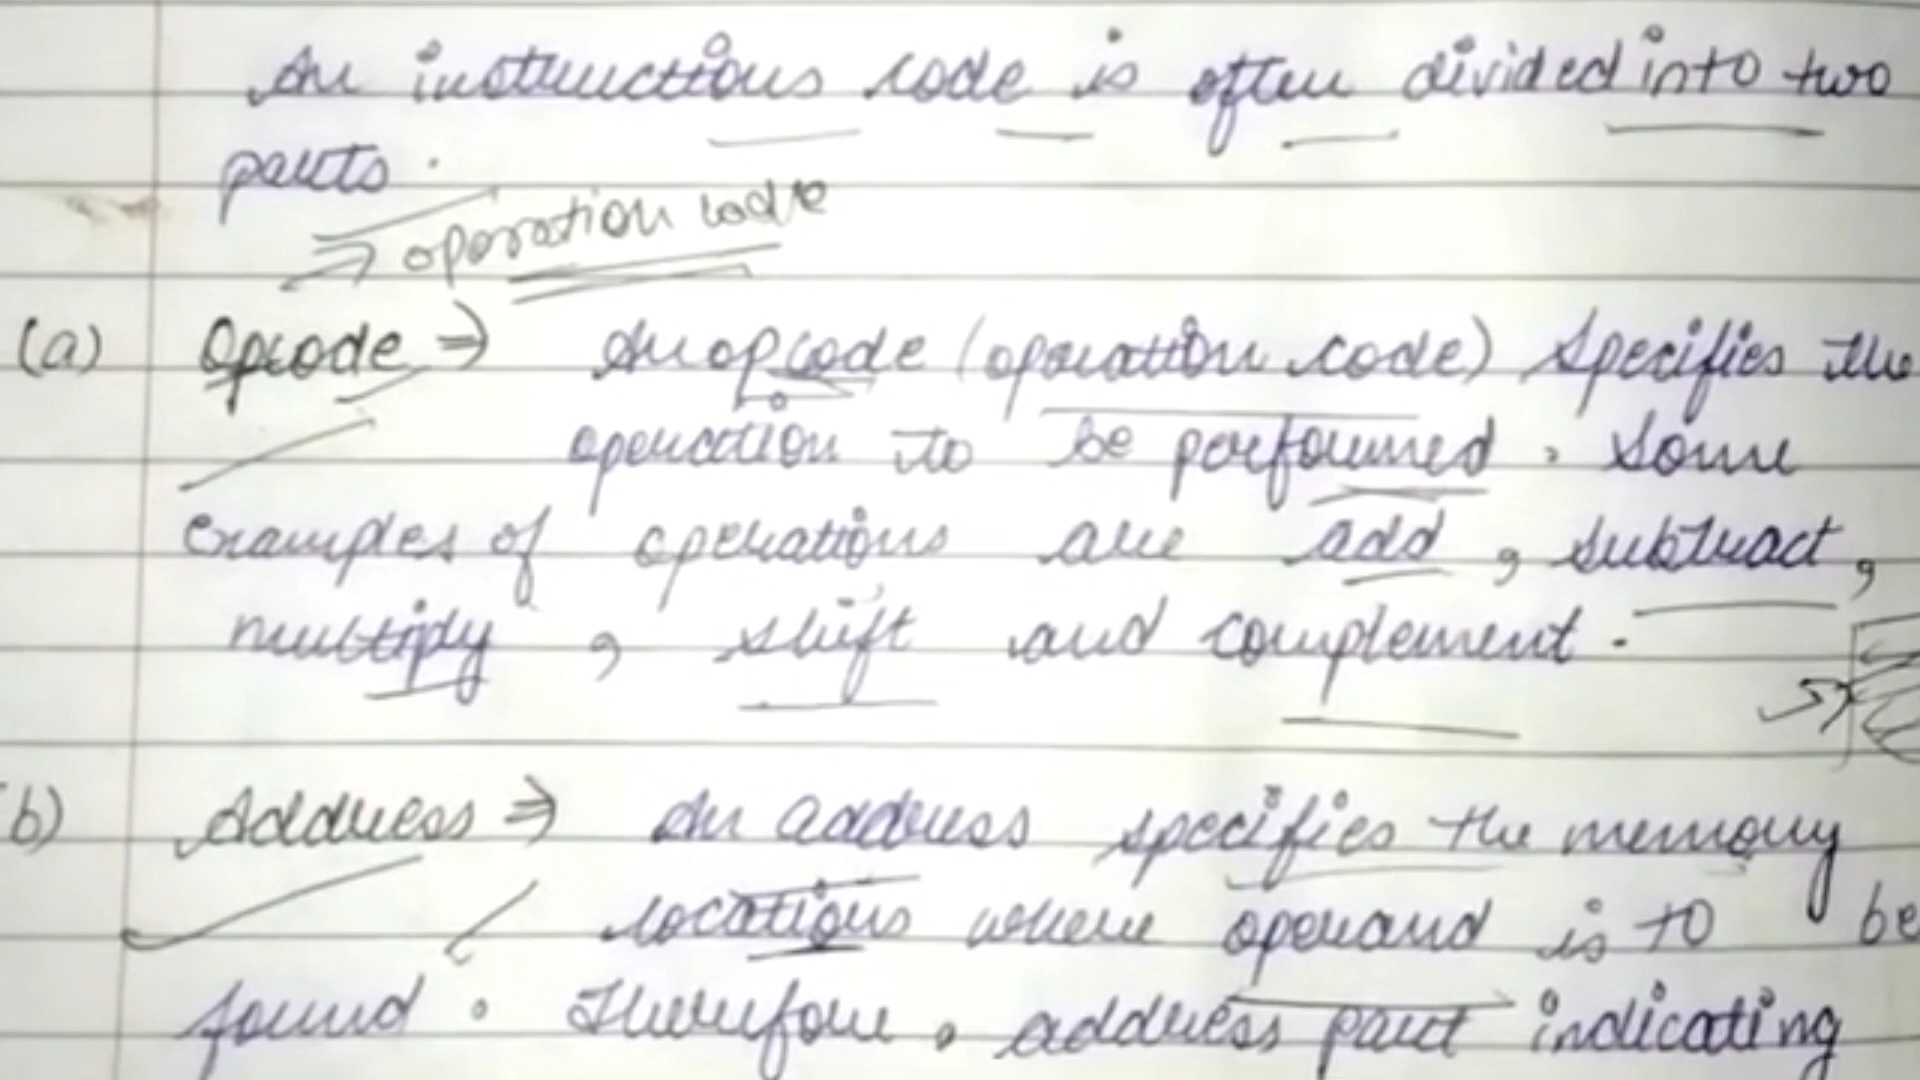 An instructions code is often divided into two
parts.
⇒ operation code
(a) Opcode ⇒ An opcode (operation code) specifies the
operation to be performed. Some
examples of operations are add, subtract,
multiply, shift and complement.
b) Address ⇒ An address specifies the memory
locations where operand is to be
found. Therefore, address part indicating